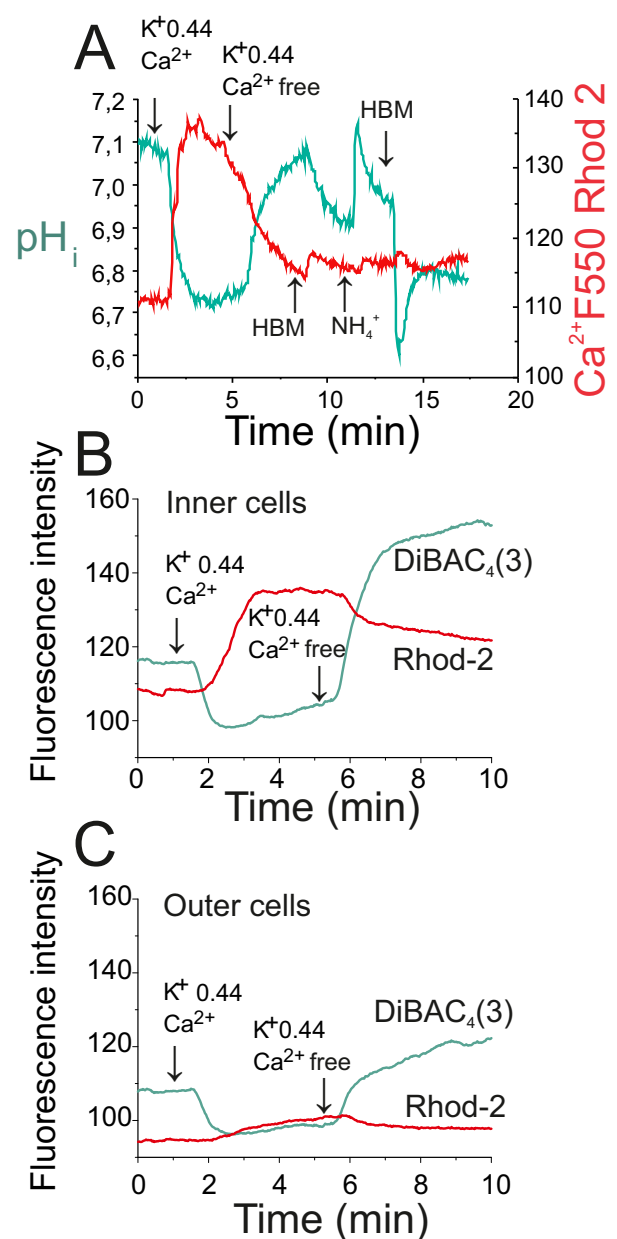 A
K+0.44
Ca2+
K+0.44
Ca2+ free
HBM
7,2
7,1
7,0
6,9
6,8
6,7
6,6
pHi
140
130
120
110
100
Ca2+F550 Rhod 2
HBM
NH4+
0
5
10
15
20
Time (min)
B
Fluorescence intensity
160
140
120
100
Inner cells
K+ 0.44
Ca2+
DiBAC4(3)
K+0.44
Ca2+ free
Rhod-2
0
2
4
6
8
10
Time (min)
C
Fluorescence intensity
160
140
120
100
Outer cells
K+ 0.44
Ca2+
K+0.44
Ca2+ free
DiBAC4(3)
Rhod-2
0
2
4
6
8
10
Time (min)